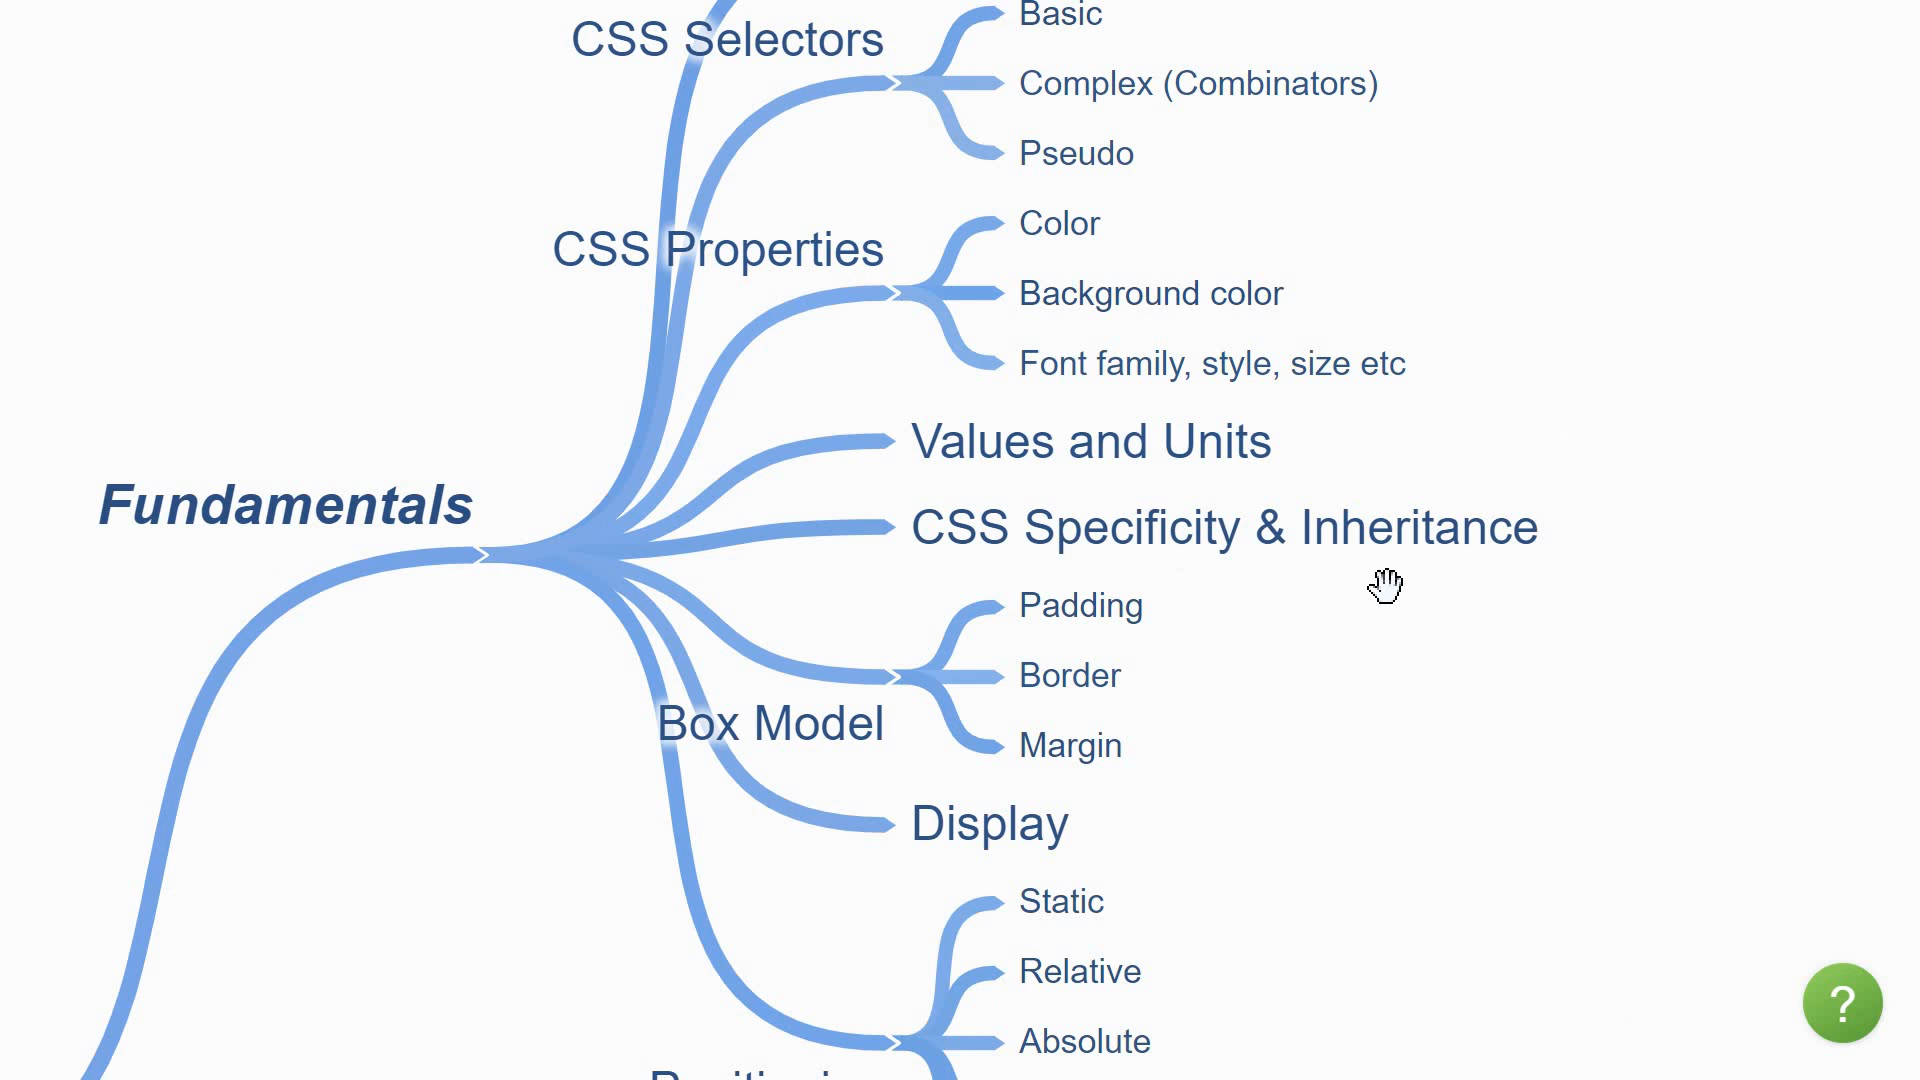 CSS Selectors
Basic
Complex (Combinators)
Pseudo
CSS Properties
Color
Background color
Font family, style, size etc
Values and Units
Fundamentals
CSS Specificity & Inheritance
Box Model
Padding
Border
Margin
Display
Static
Relative
Absolute
?